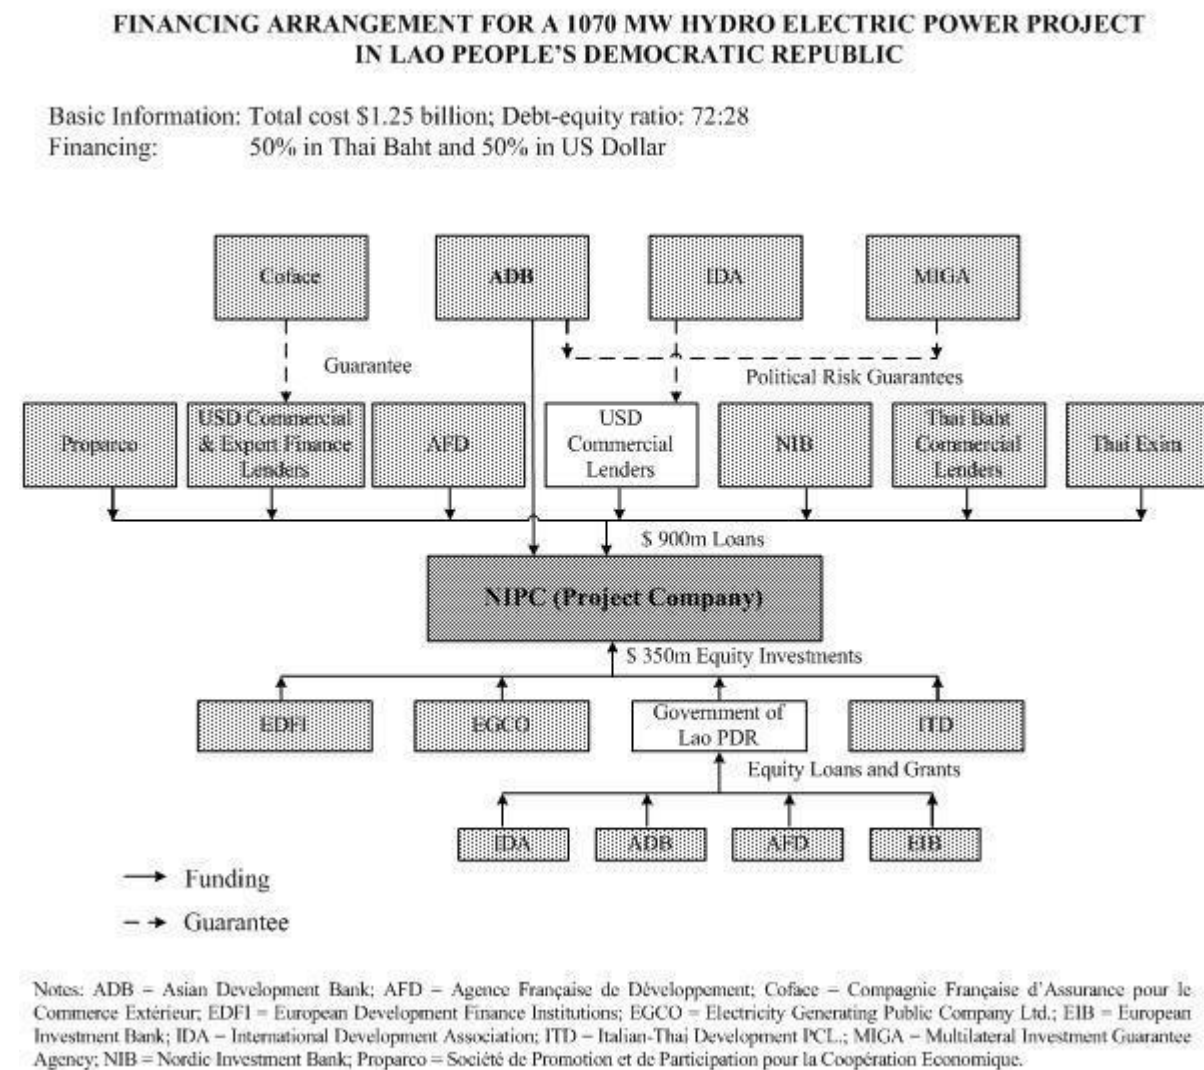 FINANCING ARRANGEMENT FOR A 1070 MW HYDRO ELECTRIC POWER PROJECT
IN LAO PEOPLE'S DEMOCRATIC REPUBLIC
Basic Information: Total cost $1.25 billion; Debt-equity ratio: 72:28
Financing: 50% in Thai Baht and 50% in US Dollar
Coface
ADB
IDA
MIGA
Guarantee
Political Risk Guarantees
Proparco
USD Commercial
& Export Finance
Lenders
AFD
USD
Commercial
Lenders
NIB
Thai Baht
Commercial
Lenders
Thai Exim
$ 900m Loans
NIPC (Project Company)
$ 350m Equity Investments
EDFI
EGCO
Government of
Lao PDR
ITD
Equity Loans and Grants
IDA
ADB
AFD
EIB
Funding
Guarantee
Notes: ADB = Asian Development Bank; AFD = Agence Française de Développement; Coface = Compagnie Française d'Assurance pour le
Commerce Extérieur; EDFI = European Development Finance Institutions; EGCO = Electricity Generating Public Company Ltd.; EIB = European
Investment Bank; IDA = International Development Association; ITD = Italian-Thai Development PCL.; MIGA = Multilateral Investment Guarantee
Agency; NIB = Nordic Investment Bank; Proparco = Société de Promotion et de Participation pour la Coopération Economique.